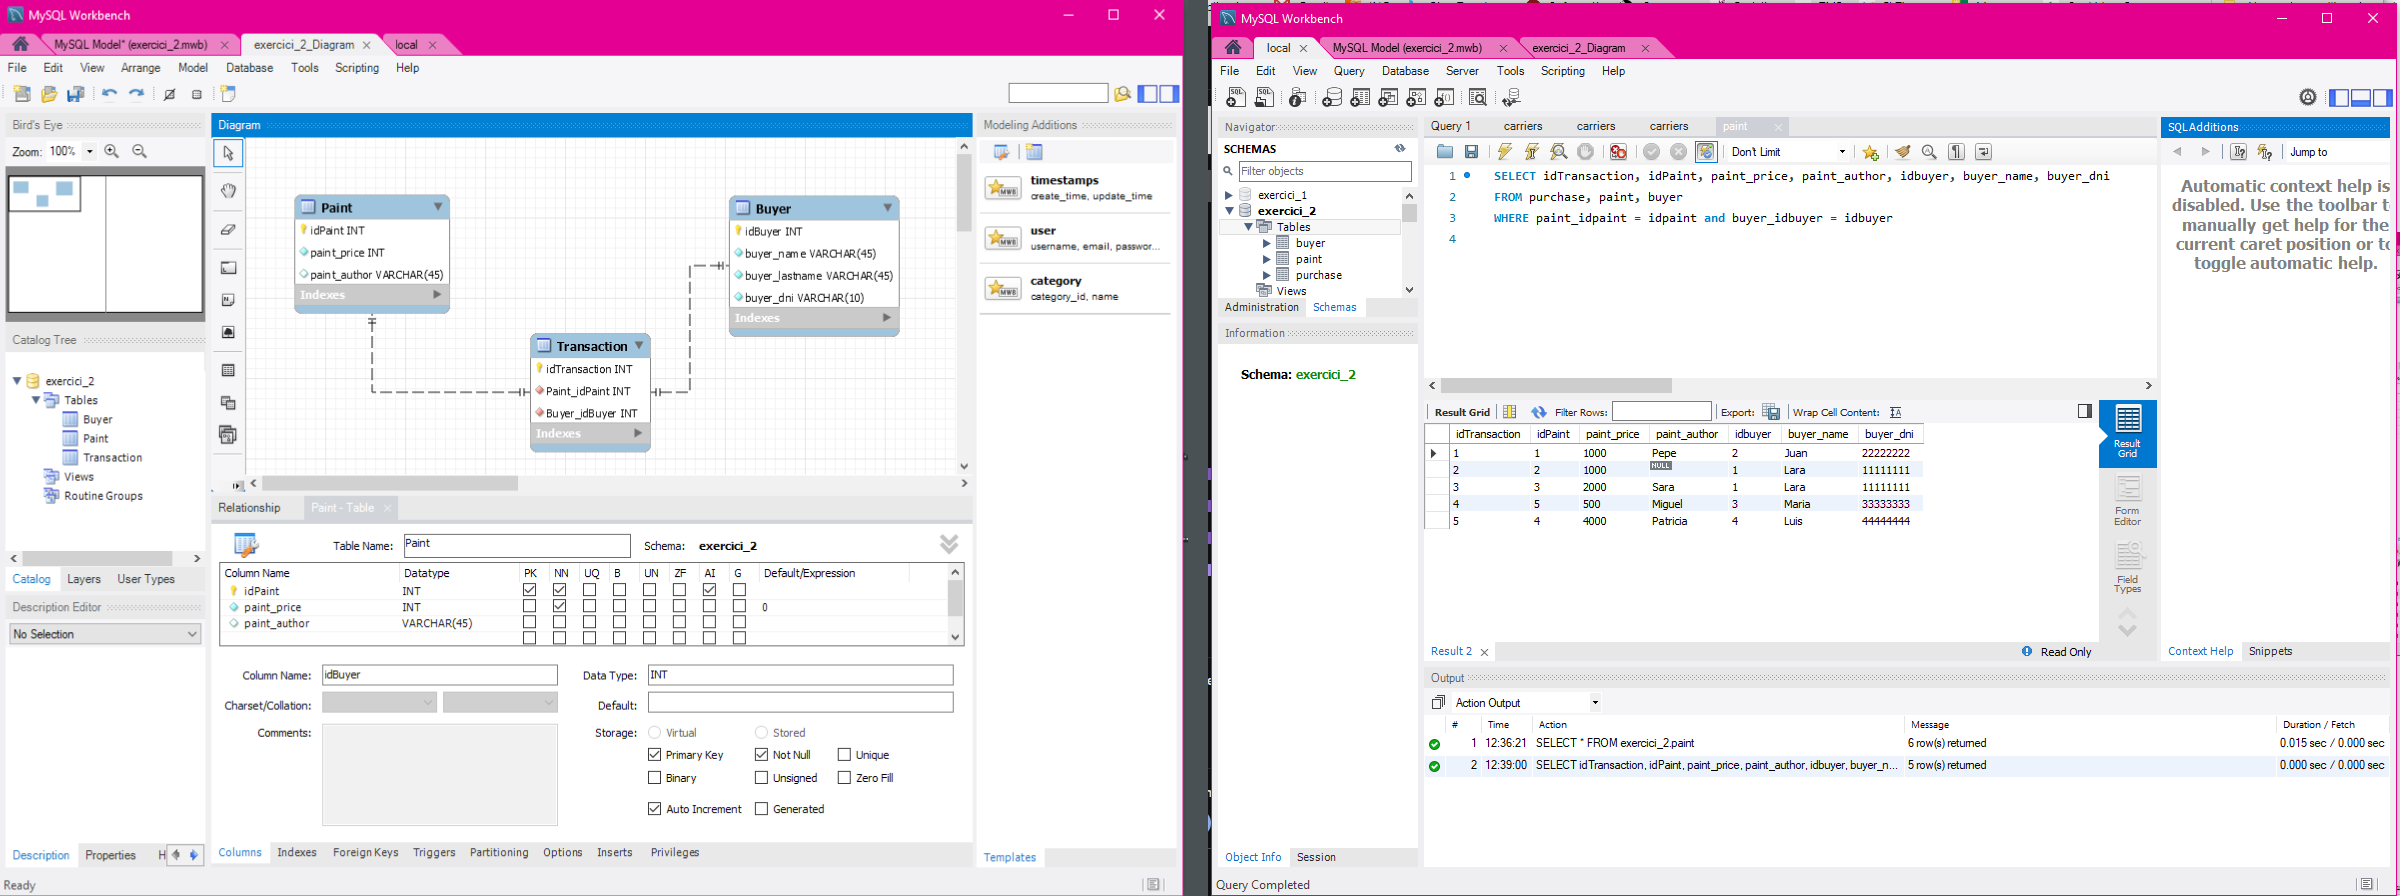 MySQL Workbench
MySQL Model* (exercici_2.mwb) exercici_2_Diagram local
File Edit View Arrange Model Database Tools Scripting Help
Bird's Eye
Zoom: 100%
Catalog Tree
exercici_2
Tables
Buyer
Paint
Transaction
Views
Routine Groups
Catalog Layers User Types
Description Editor
No Selection
Description Properties H
Ready
Diagram
Paint
idPaint INT
paint_price INT
paint_author VARCHAR(45)
Indexes
Buyer
idBuyer INT
buyer_name VARCHAR(45)
buyer_lastname VARCHAR(45)
buyer_dni VARCHAR(10)
Indexes
Transaction
idTransaction INT
Paint_idPaint INT
Buyer_idBuyer INT
Indexes
Modeling Additions
timestamps
create_time, update_time
user
username, email, passwor...
category
category_id, name
Templates
Relationship Paint - Table
Table Name: Paint Schema: exercici_2
Column Name Datatype PK NN UQ B UN ZF AI G Default/Expression
idPaint INT
paint_price INT 0
paint_author VARCHAR(45)
Column Name: idBuyer Data Type: INT
Charset/Collation: Default:
Comments: Storage: Virtual Stored
Primary Key Not Null Unique
Binary Unsigned Zero Fill
Auto Increment Generated
Columns Indexes Foreign Keys Triggers Partitioning Options Inserts Privileges
MySQL Workbench
local MySQL Model (exercici_2.mwb) exercici_2_Diagram
File Edit View Query Database Server Tools Scripting Help
Navigator
SCHEMAS
Filter objects
exercici_1
exercici_2
Tables
buyer
paint
purchase
Views
Administration Schemas
Information
Schema: exercici_2
Object Info Session
Query Completed
Query 1 carriers carriers carriers paint
Don't Limit
1 SELECT idTransaction, idPaint, paint_price, paint_author, idbuyer, buyer_name, buyer_dni
2 FROM purchase, paint, buyer
3 WHERE paint_idpaint = idpaint and buyer_idbuyer = idbuyer
4
Result Grid Filter Rows: Export: Wrap Cell Content:
idTransaction idPaint paint_price paint_author idbuyer buyer_name buyer_dni
1 1 1000 Pepe 2 Juan 22222222
2 2 1000 NULL 1 Lara 11111111
3 3 2000 Sara 1 Lara 11111111
4 5 500 Miguel 3 Maria 33333333
5 4 4000 Patricia 4 Luis 44444444
Result Grid
Form Editor
Field Types
Result 2 Read Only
SQLAdditions
Jump to
Automatic context help is
disabled. Use the toolbar t
manually get help for the
current caret position or to
toggle automatic help.
Context Help Snippets
Output
Action Output
# Time Action Message Duration / Fetch
1 12:36:21 SELECT * FROM exercici_2.paint 6 row(s) returned 0.015 sec / 0.000 sec
2 12:39:00 SELECT idTransaction, idPaint, paint_price, paint_author, idbuyer, buyer_n... 5 row(s) returned 0.000 sec / 0.000 sec